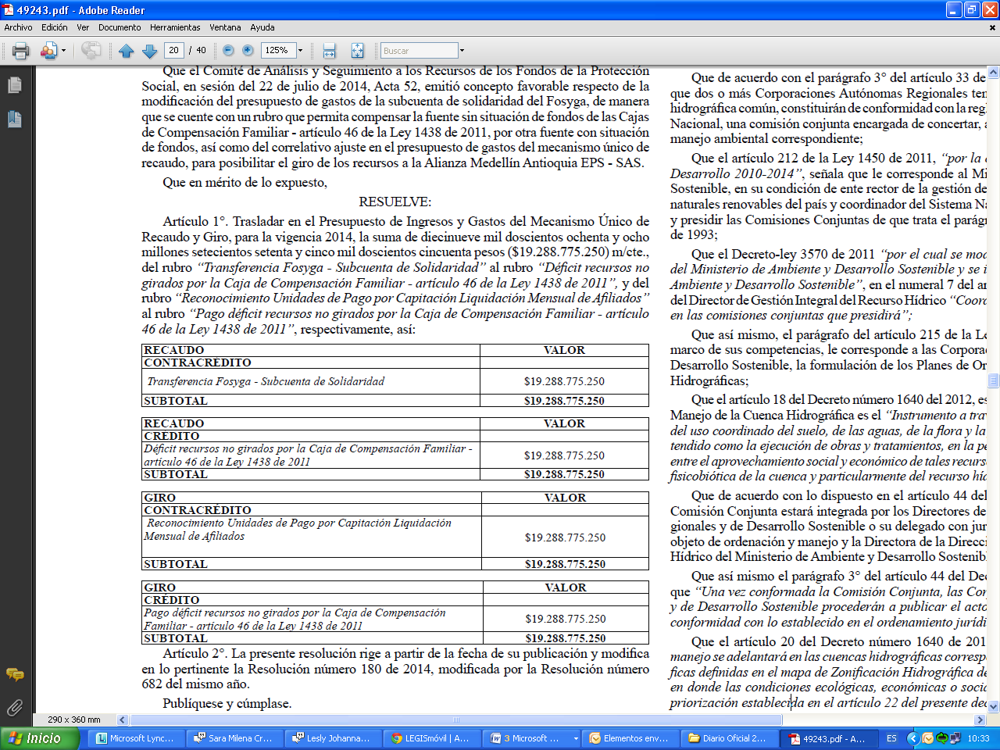 49243.pdf - Adobe Reader
Archivo Edición Ver Documento Herramientas Ventana Ayuda
20 / 40 125% Buscar
Que el Comité de Análisis y Seguimiento a los Recursos de los Fondos de la Protección
Social, en sesión del 22 de julio de 2014, Acta 52, emitió concepto favorable respecto de la
modificación del presupuesto de gastos de la subcuenta de solidaridad del Fosyga, de manera
que se cuente con un rubro que permita compensar la fuente sin situación de fondos de las Cajas
de Compensación Familiar - artículo 46 de la Ley 1438 de 2011, por otra fuente con situación
de fondos, así como del correlativo ajuste en el presupuesto de gastos del mecanismo único de
recaudo, para posibilitar el giro de los recursos a la Alianza Medellín Antioquia EPS - SAS.
Que en mérito de lo expuesto,
RESUELVE:
Artículo 1°. Trasladar en el Presupuesto de Ingresos y Gastos del Mecanismo Único de
Recaudo y Giro, para la vigencia 2014, la suma de diecinueve mil doscientos ochenta y ocho
millones setecientos setenta y cinco mil doscientos cincuenta pesos ($19.288.775.250) m/cte.,
del rubro “Transferencia Fosyga - Subcuenta de Solidaridad” al rubro “Déficit recursos no
girados por la Caja de Compensación Familiar - artículo 46 de la Ley 1438 de 2011”, y del
rubro “Reconocimiento Unidades de Pago por Capitación Liquidación Mensual de Afiliados”
al rubro “Pago déficit recursos no girados por la Caja de Compensación Familiar - artículo
46 de la Ley 1438 de 2011”, respectivamente, así:
RECAUDO VALOR
CONTRACRÉDITO
Transferencia Fosyga - Subcuenta de Solidaridad $19.288.775.250
SUBTOTAL $19.288.775.250
RECAUDO VALOR
CRÉDITO
Déficit recursos no girados por la Caja de Compensación Familiar -
artículo 46 de la Ley 1438 de 2011 $19.288.775.250
SUBTOTAL $19.288.775.250
GIRO VALOR
CONTRACRÉDITO
Reconocimiento Unidades de Pago por Capitación Liquidación
Mensual de Afiliados $19.288.775.250
SUBTOTAL $19.288.775.250
GIRO VALOR
CRÉDITO
Pago déficit recursos no girados por la Caja de Compensación
Familiar - artículo 46 de la Ley 1438 de 2011 $19.288.775.250
SUBTOTAL $19.288.775.250
Artículo 2°. La presente resolución rige a partir de la fecha de su publicación y modifica
en lo pertinente la Resolución número 180 de 2014, modificada por la Resolución número
682 del mismo año.
Publíquese y cúmplase.
Que de acuerdo con el parágrafo 3° del artículo 33 de
que dos o más Corporaciones Autónomas Regionales ten
hidrográfica común, constituirán de conformidad con la reg
Nacional, una comisión conjunta encargada de concertar, a
manejo ambiental correspondiente;
Que el artículo 212 de la Ley 1450 de 2011, “por la c
Desarrollo 2010-2014”, señala que le corresponde al Mi
Sostenible, en su condición de ente rector de la gestión de
naturales renovables del país y coordinador del Sistema Na
y presidir las Comisiones Conjuntas de que trata el parág
de 1993;
Que el Decreto-ley 3570 de 2011 “por el cual se mod
del Ministerio de Ambiente y Desarrollo Sostenible y se i
Ambiente y Desarrollo Sostenible”, en el numeral 7 del ar
del Director de Gestión Integral del Recurso Hídrico “Coord
en las comisiones conjuntas que presidirá”;
Que así mismo, el parágrafo del artículo 215 de la Le
marco de sus competencias, le corresponde a las Corporac
Desarrollo Sostenible, la formulación de los Planes de Or
Hidrográficas;
Que el artículo 18 del Decreto número 1640 del 2012, es
Manejo de la Cuenca Hidrográfica es el “Instrumento a trav
del uso coordinado del suelo, de las aguas, de la flora y la
tendido como la ejecución de obras y tratamientos, en la pe
entre el aprovechamiento social y económico de tales recurs
fisicobiótica de la cuenca y particularmente del recurso híd
Que de acuerdo con lo dispuesto en el artículo 44 del
Comisión Conjunta estará integrada por los Directores de
gionales y de Desarrollo Sostenible o su delegado con juri
objeto de ordenación y manejo y la Directora de la Direcci
Hídrico del Ministerio de Ambiente y Desarrollo Sostenibl
Que así mismo el parágrafo 3° del artículo 44 del Dec
que “Una vez conformada la Comisión Conjunta, las Cor
y de Desarrollo Sostenible procederán a publicar el acto
conformidad con lo establecido en el ordenamiento jurídi
Que el artículo 20 del Decreto número 1640 de 201
manejo se adelantará en las cuencas hidrográficas corresp
ficas definidas en el mapa de Zonificación Hidrográfica de
en donde las condiciones ecológicas, económicas o socia
priorización establecida en el artículo 22 del presente dec
290 x 360 mm
Inicio Microsoft Lync... Sara Milena Cr... Lesly Johanna... LEGISmóvil | A... 3 Microsoft ... Elementos env... Diario Oficial 2... 49243.pdf - A... ES 10:33